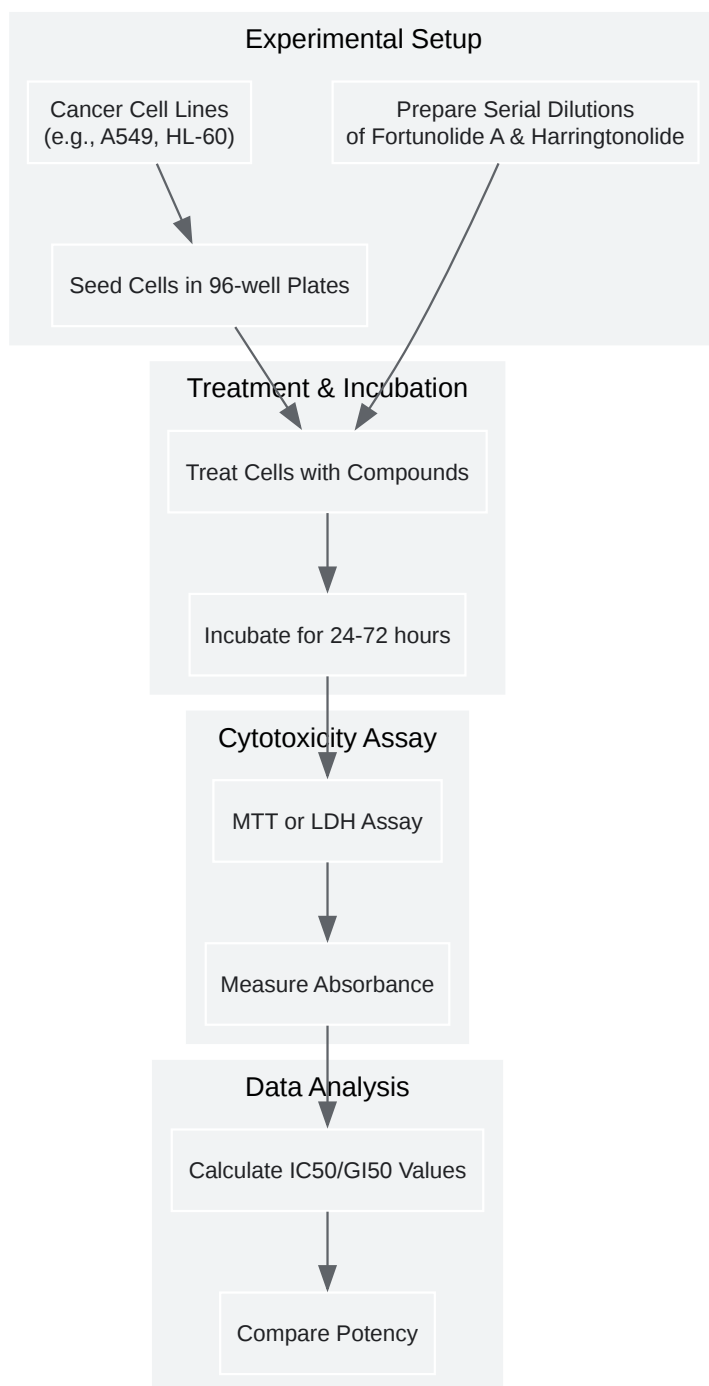 Experimental Setup
Cancer Cell Lines
(e.g., A549, HL-60)
Prepare Serial Dilutions
of Fortunolide A & Harringtonolide
Seed Cells in 96-well Plates
Treatment & Incubation
Treat Cells with Compounds
Incubate for 24-72 hours
Cytotoxicity Assay
MTT or LDH Assay
Measure Absorbance
Data Analysis
Calculate IC50/GI50 Values
Compare Potency